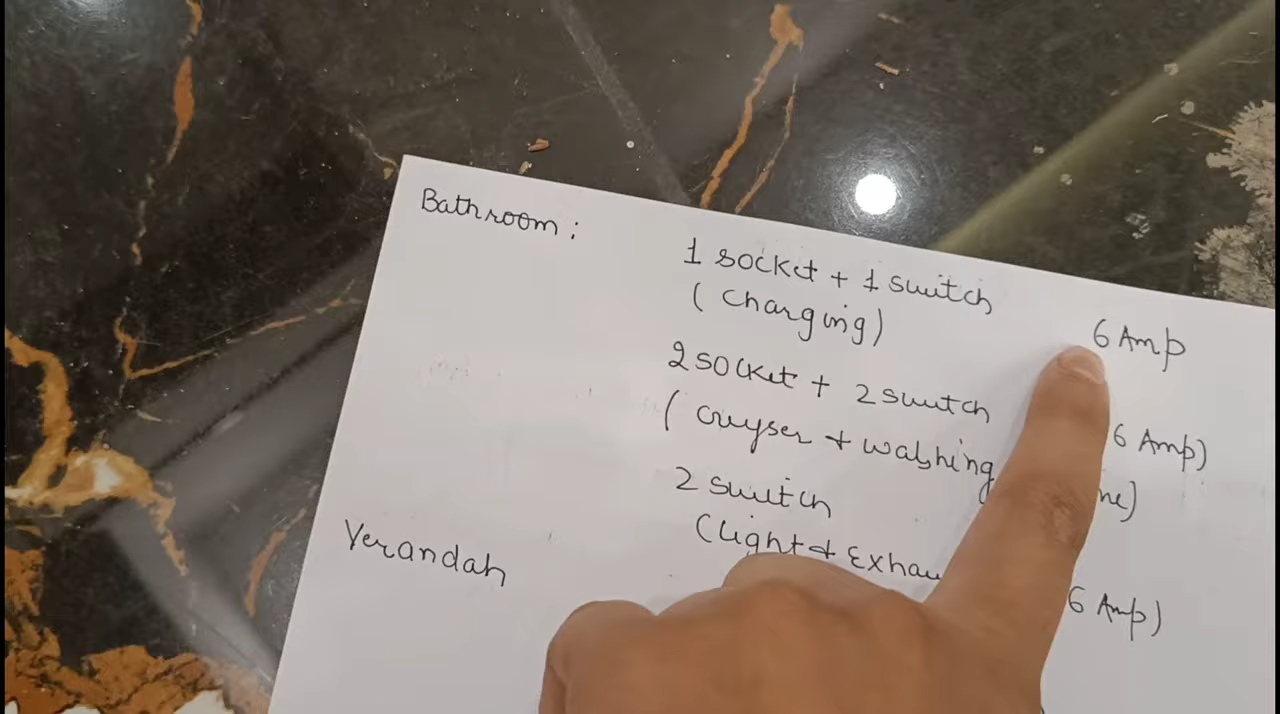 Bathroom :
1 socket + 1 switch
(Charging) 6 Amp
2 socket + 2 switch 6 Amp)
(Geyser + washing ne)
2 switch
(Light + Exhau 6 Amp)
Verandah